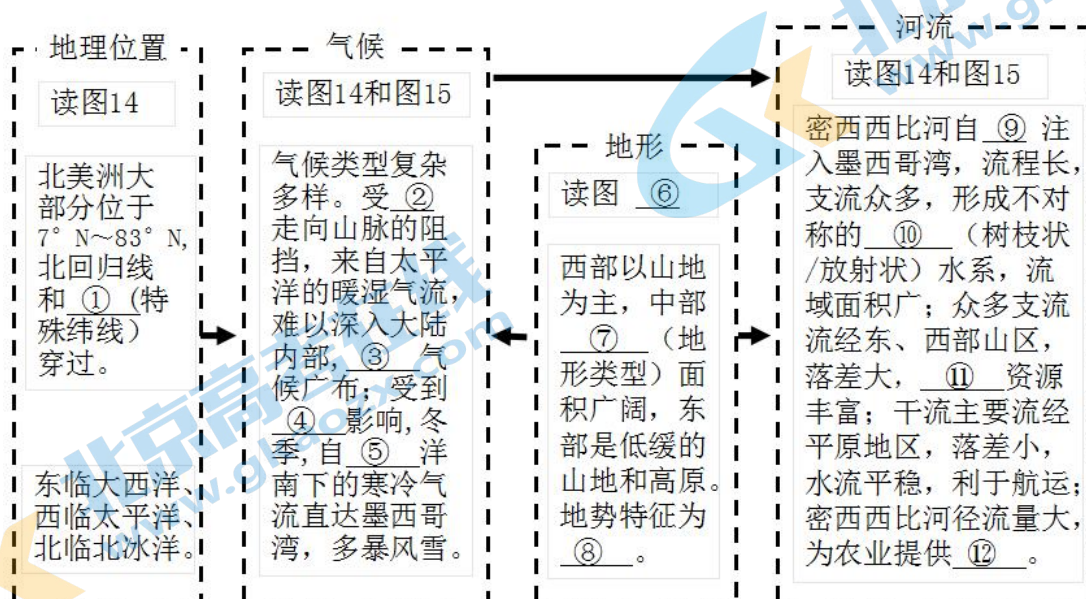 地理位置
读图14
北美洲大
部分位于
7° N～83° N,
北回归线
和 ① (特
殊纬线)
穿过。
东临大西洋、
西临太平洋、
北临北冰洋。
气候
读图14和图15
气候类型复杂
多样。受 ②
走向山脉的阻
挡，来自太平
洋的暖湿气流，
难以深入大陆
内部, ③ 气
候广布；受到
④ 影响,冬
季,自 ⑤ 洋
南下的寒冷气
流直达墨西哥
湾，多暴风雪。
地形
读图 ⑥
西部以山地
为主，中部
⑦ （地
形类型）面
积广阔，东
部是低缓的
山地和高原。
地势特征为
⑧ 。
河流
读图14和图15
密西西比河自 ⑨ 注
入墨西哥湾，流程长，
支流众多，形成不对
称的 ⑩ （树枝状
/放射状）水系，流
域面积广；众多支流
流经东、西部山区，
落差大， ⑪ 资源
丰富；干流主要流经
平原地区，落差小，
水流平稳，利于航运；
密西西比河径流量大，
为农业提供 ⑫ 。
北京高考在线
www.gkaozx.com